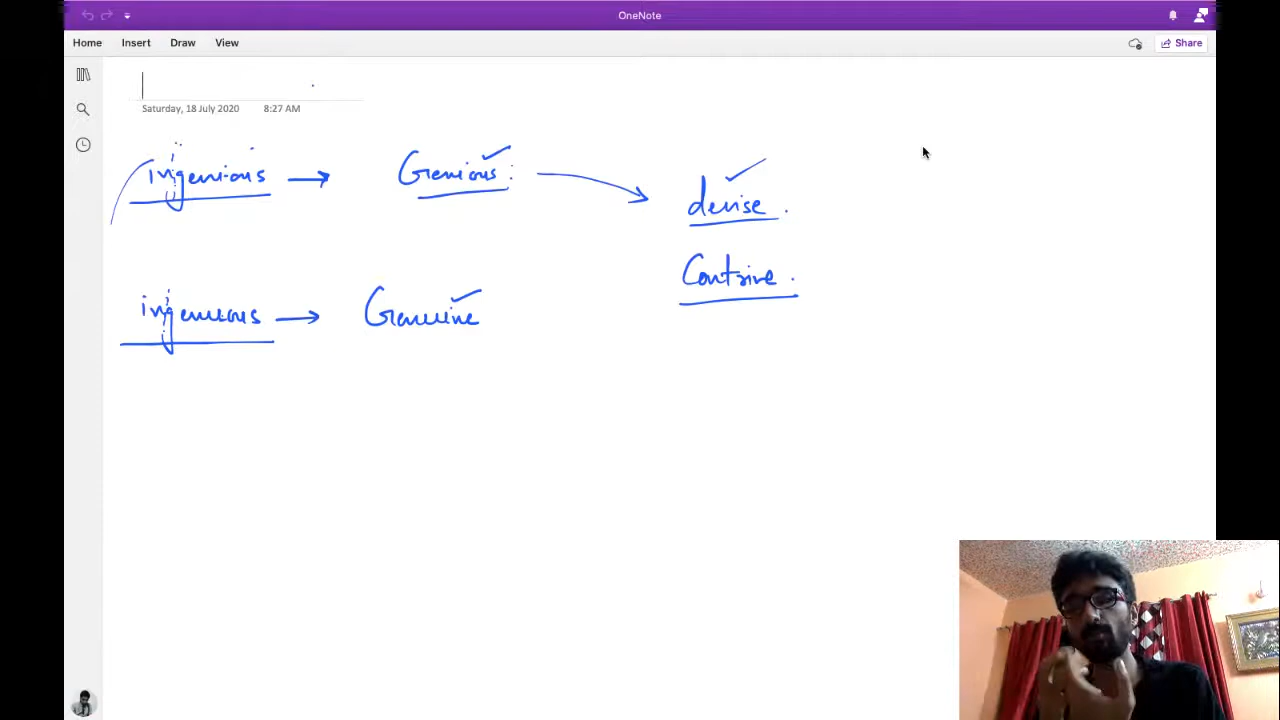 OneNote
Home Insert Draw View Share
Saturday, 18 July 2020 8:27 AM
ingenious → Genious:
devise.
Contrive.
ingenuous → Genuine